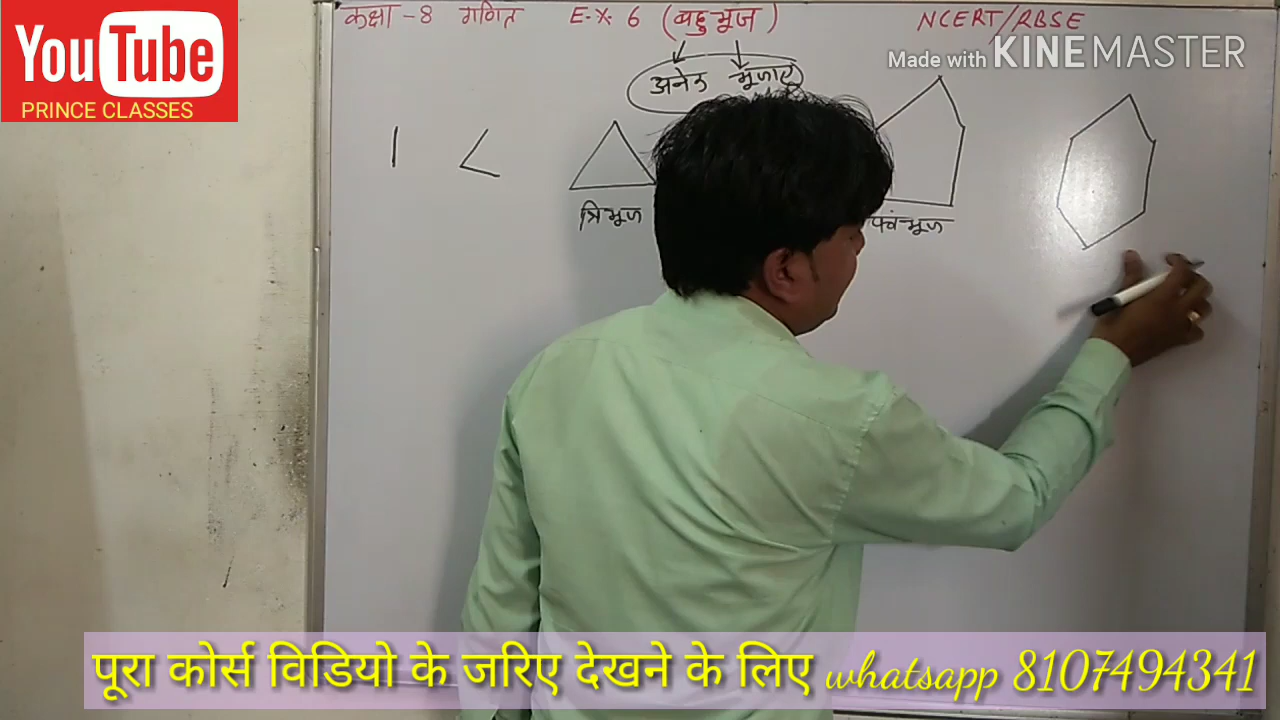 YouTube
PRINCE CLASSES
कक्षा - 8 गणित E.X. 6 (बहुभुज) NCERT/RBSE
Made with KINEMASTER
अनेक भुजाए
त्रिभुज
पंचभुज
पूरा कोर्स विडियो के जरिए देखने के लिए whatsapp 8107494341